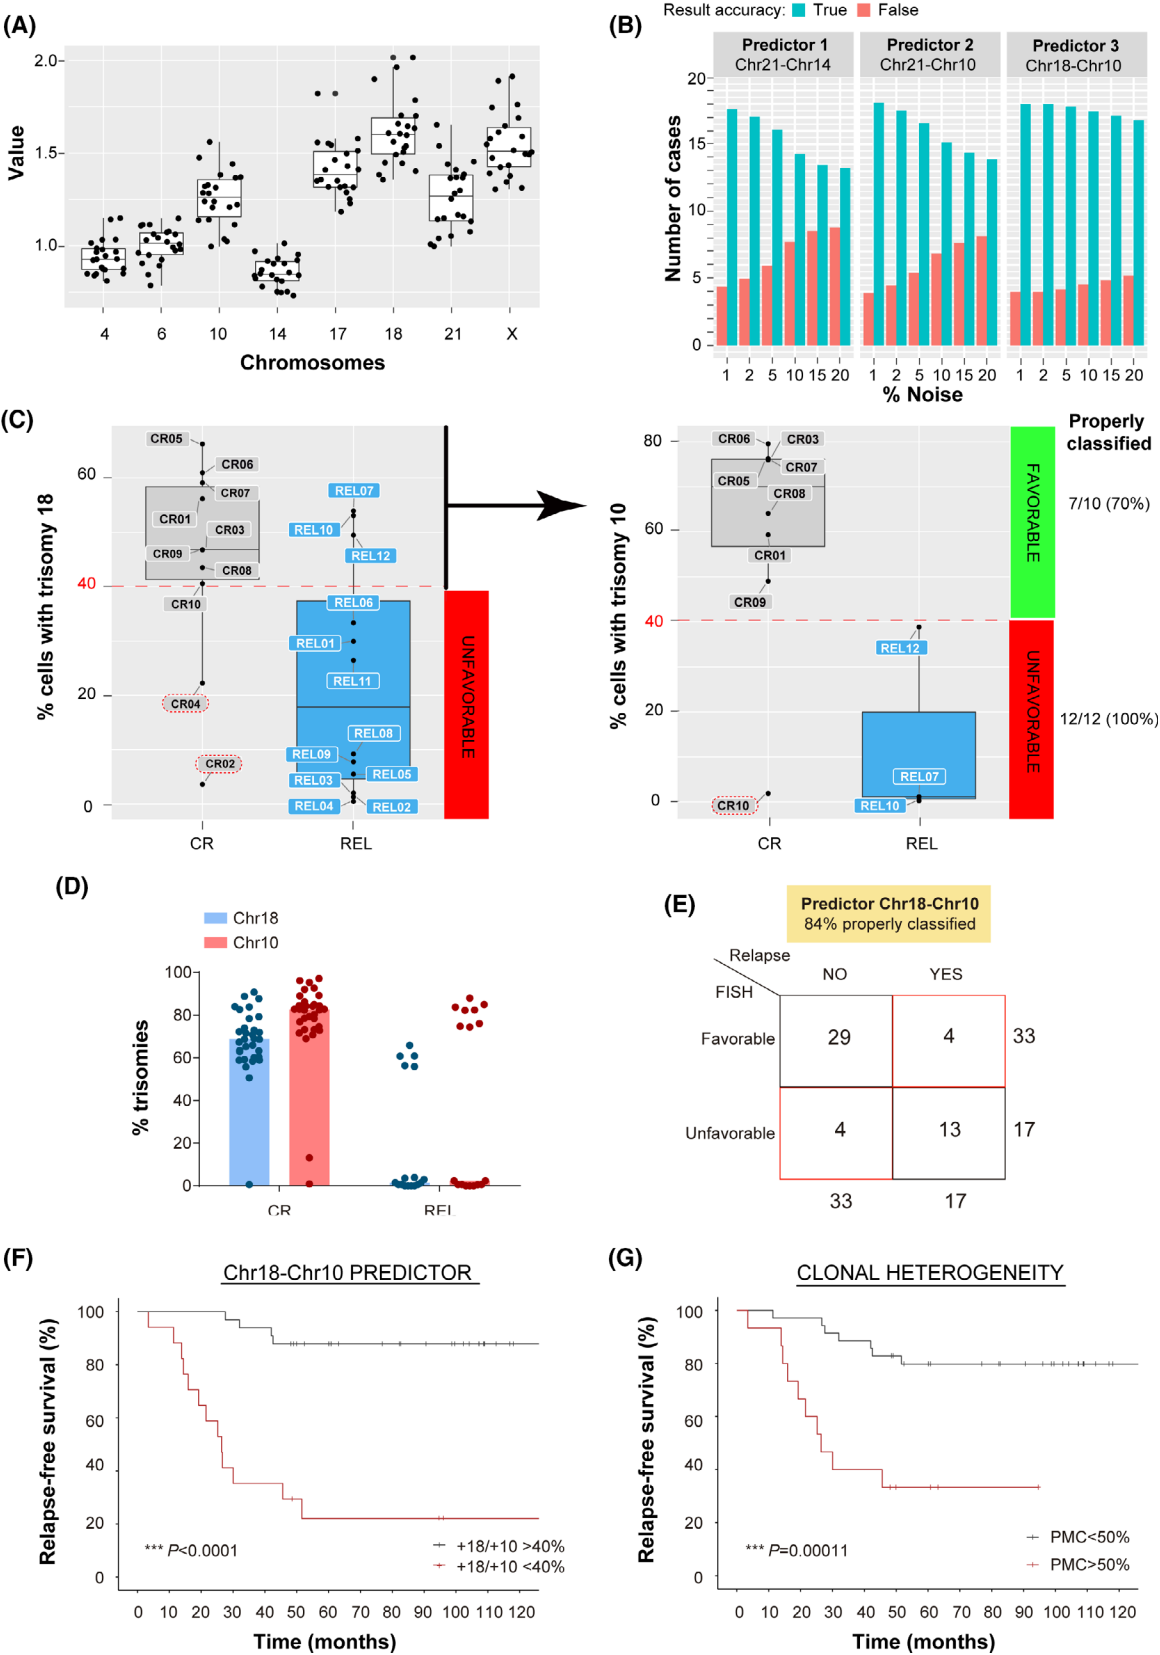 (A)
Value
2.0
1.5
1.0
4 6 10 14 17 18 21 X
Chromosomes
(B)
Result accuracy: True False
Predictor 1
Chr21-Chr14
Predictor 2
Chr21-Chr10
Predictor 3
Chr18-Chr10
Number of cases
20
15
10
5
0
1 2 5 10 15 20 1 2 5 10 15 20 1 2 5 10 15 20
% Noise
(C)
% cells with trisomy 18
60
40
20
0
CR05
CR06
CR07
CR01
CR03
CR09
CR08
CR10
CR04
CR02
REL07
REL10
REL12
REL06
REL01
REL11
REL08
REL09
REL05
REL03
REL04
REL02
UNFAVORABLE
CR REL
% cells with trisomy 10
80
60
40
20
0
CR06
CR03
CR07
CR05
CR08
CR01
CR09
CR10
REL12
REL07
REL10
FAVORABLE
UNFAVORABLE
CR REL
Properly
classified
7/10 (70%)
12/12 (100%)
(D)
Chr18
Chr10
% trisomies
100
80
60
40
20
0
CR REL
(E)
Predictor Chr18-Chr10
84% properly classified
Relapse
FISH
NO YES
Favorable 29 4 33
Unfavorable 4 13 17
33 17
(F)
Chr18-Chr10 PREDICTOR
Relapse-free survival (%)
100
80
60
40
20
0
*** P<0.0001
+18/+10 >40%
+18/+10 <40%
0 10 20 30 40 50 60 70 80 90 100 110 120
Time (months)
(G)
CLONAL HETEROGENEITY
Relapse-free survival (%)
100
80
60
40
20
0
*** P=0.00011
PMC<50%
PMC>50%
0 10 20 30 40 50 60 70 80 90 100 110 120
Time (months)